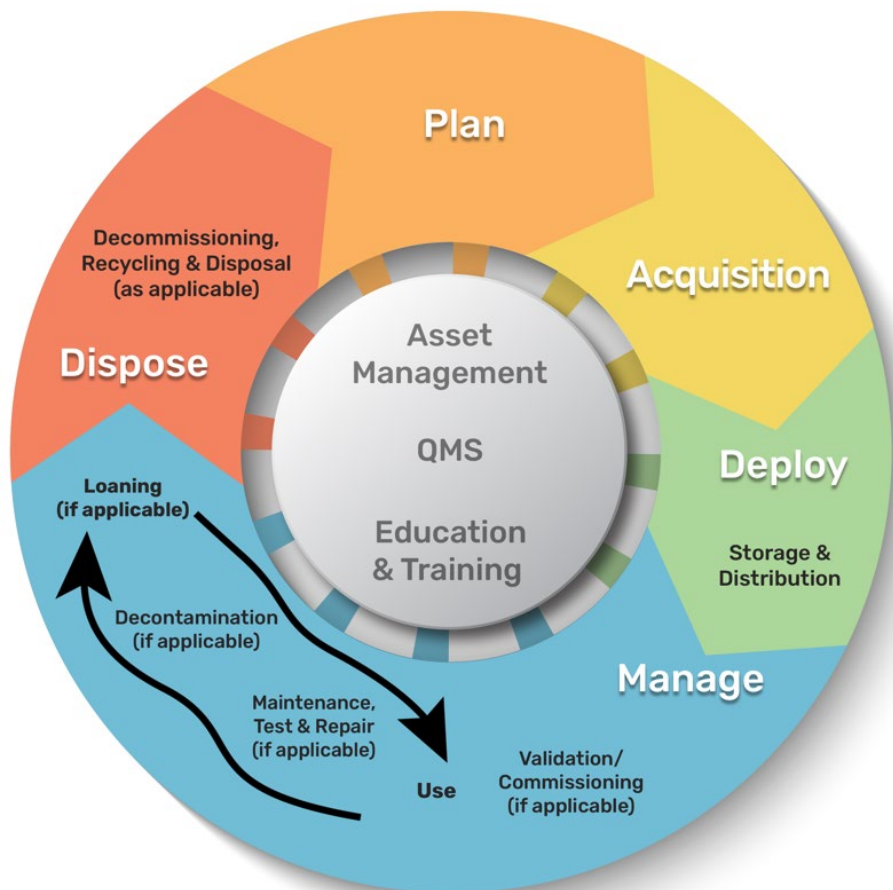 Plan
Acquisition
Deploy
Storage &
Distribution
Manage
Validation/
Commissioning
(if applicable)
Use
Maintenance,
Test & Repair
(if applicable)
Decontamination
(if applicable)
Loaning
(if applicable)
Dispose
Decommissioning,
Recycling & Disposal
(as applicable)
Asset
Management
QMS
Education
& Training